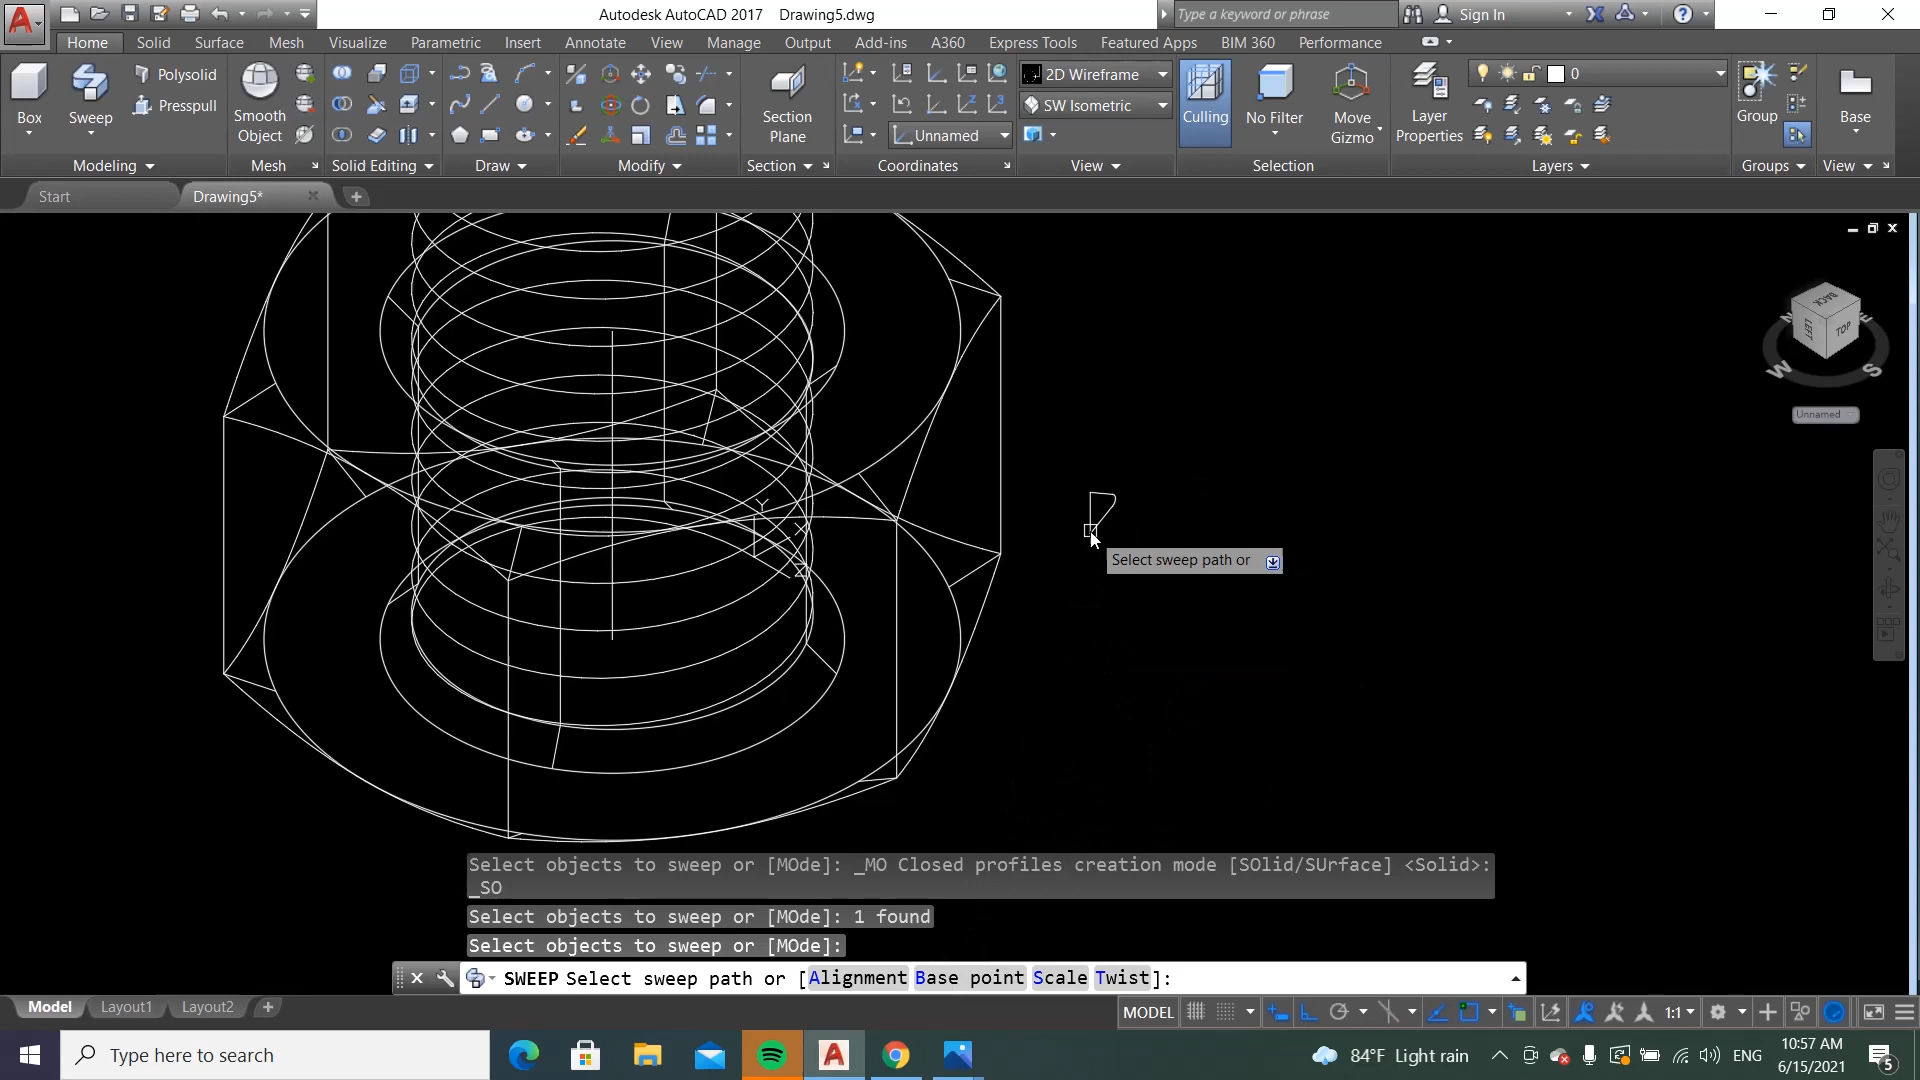 Autodesk AutoCAD 2017 Drawing5.dwg
Type a keyword or phrase
Sign In
Home Solid Surface Mesh Visualize Parametric Insert Annotate View Manage Output Add-ins A360 Express Tools Featured Apps BIM 360 Performance
Box
Sweep
Polysolid
Presspull
Smooth
Object
Section
Plane
Unnamed
2D Wireframe
SW Isometric
Culling
No Filter
Move
Gizmo
Layer
Properties
0
Group
Base
Modeling Mesh Solid Editing Draw Modify Section Coordinates View Selection Layers Groups View
Start
Drawing5*
BACK
LEFT
TOP
W
S
E
Unnamed
Y
X
Z
Select sweep path or
Select objects to sweep or [MOde]: _MO Closed profiles creation mode [SOlid/SUrface] <Solid>:
_SO
Select objects to sweep or [MOde]: 1 found
Select objects to sweep or [MOde]:
SWEEP Select sweep path or [Alignment Base point Scale Twist]:
Model Layout1 Layout2
MODEL
1:1
Type here to search
84°F Light rain
ENG
10:57 AM
6/15/2021
5